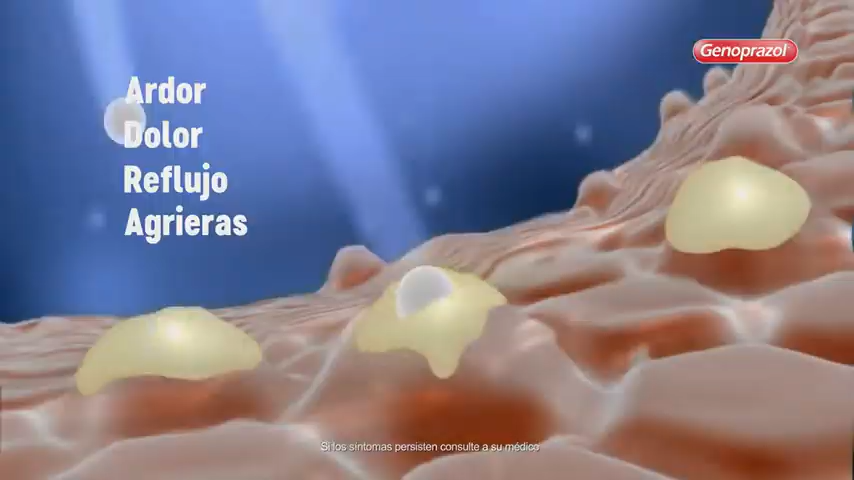 Genoprazol
Ardor
Dolor
Reflujo
Agrieras
Si los síntomas persisten consulte a su médico